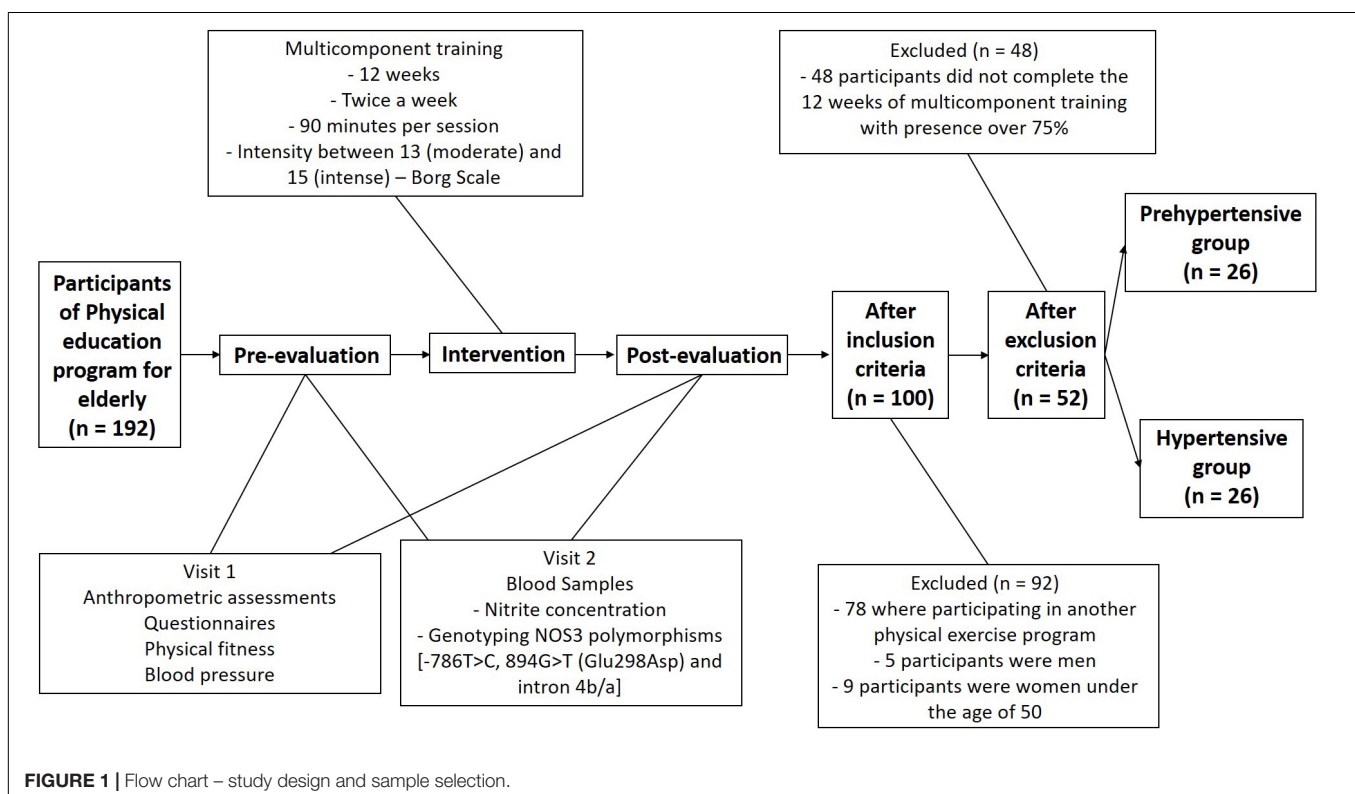 Multicomponent training
- 12 weeks
- Twice a week
- 90 minutes per session
- Intensity between 13 (moderate) and
15 (intense) – Borg Scale
Excluded (n = 48)
- 48 participants did not complete the
12 weeks of multicomponent training
with presence over 75%
Participants
of Physical
education
program for
elderly
(n = 192)
Pre-evaluation
Intervention
Post-evaluation
After
inclusion
criteria
(n = 100)
After
exclusion
criteria
(n = 52)
Prehypertensive
group
(n = 26)
Hypertensive
group
(n = 26)
Visit 1
Anthropometric assessments
Questionnaires
Physical fitness
Blood pressure
Visit 2
Blood Samples
- Nitrite concentration
- Genotyping NOS3 polymorphisms
[-786T>C, 894G>T (Glu298Asp) and
intron 4b/a]
Excluded (n = 92)
- 78 where participating in another
physical exercise program
- 5 participants were men
- 9 participants were women under
the age of 50
FIGURE 1 | Flow chart – study design and sample selection.